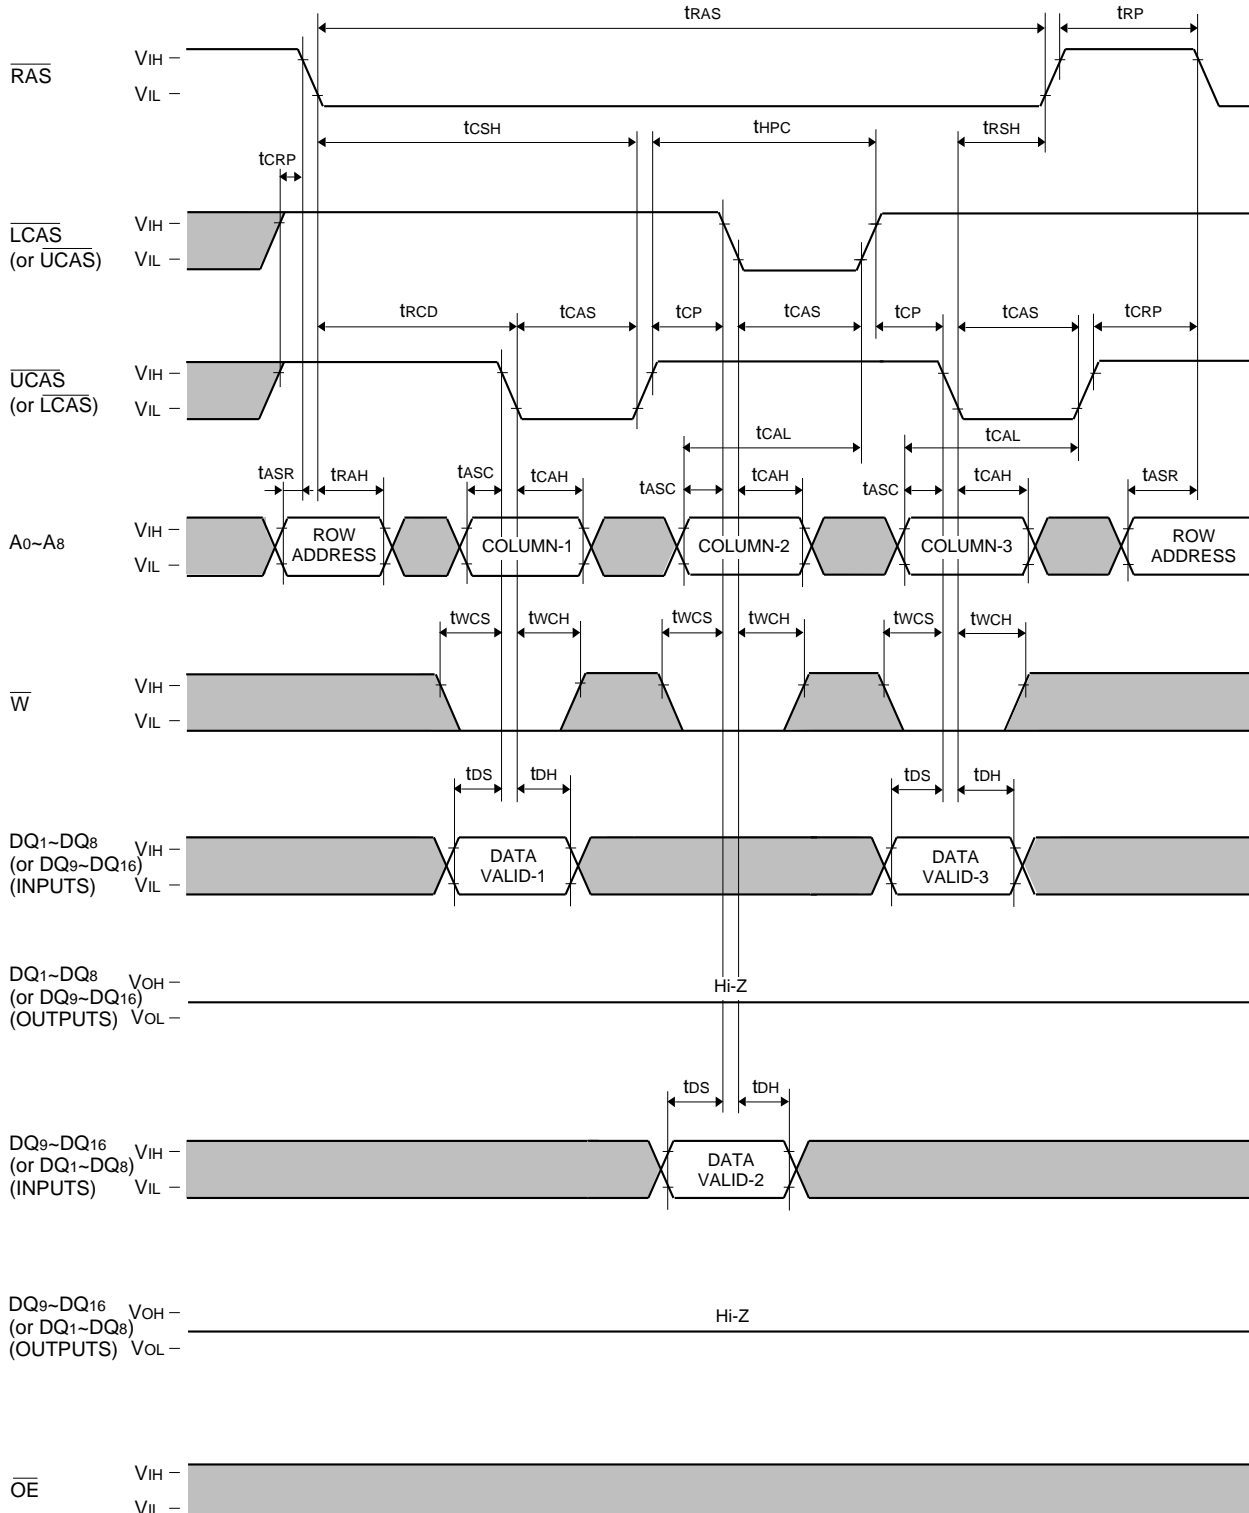 tRAS
tRP
RAS
VIH
VIL
tCSH
tHPC
tRSH
tCRP
LCAS
(or UCAS)
VIH
VIL
tRCD
tCAS
tCP
tCAS
tCP
tCAS
tCRP
UCAS
(or LCAS)
VIH
VIL
tCAL
tCAL
tASR
tRAH
tASC
tCAH
tASC
tCAH
tASC
tCAH
tASR
A0~A8
VIH
VIL
ROW
ADDRESS
COLUMN-1
COLUMN-2
COLUMN-3
ROW
ADDRESS
tWCS
tWCH
tWCS
tWCH
tWCS
tWCH
W
VIH
VIL
tDS
tDH
tDS
tDH
DQ1~DQ8
(or DQ9~DQ16)
(INPUTS)
VIH
VIL
DATA
VALID-1
DATA
VALID-3
DQ1~DQ8
(or DQ9~DQ16)
(OUTPUTS)
VOH
VOL
Hi-Z
tDS
tDH
DQ9~DQ16
(or DQ1~DQ8)
(INPUTS)
VIH
VIL
DATA
VALID-2
DQ9~DQ16
(or DQ1~DQ8)
(OUTPUTS)
VOH
VOL
Hi-Z
OE
VIH
VIL